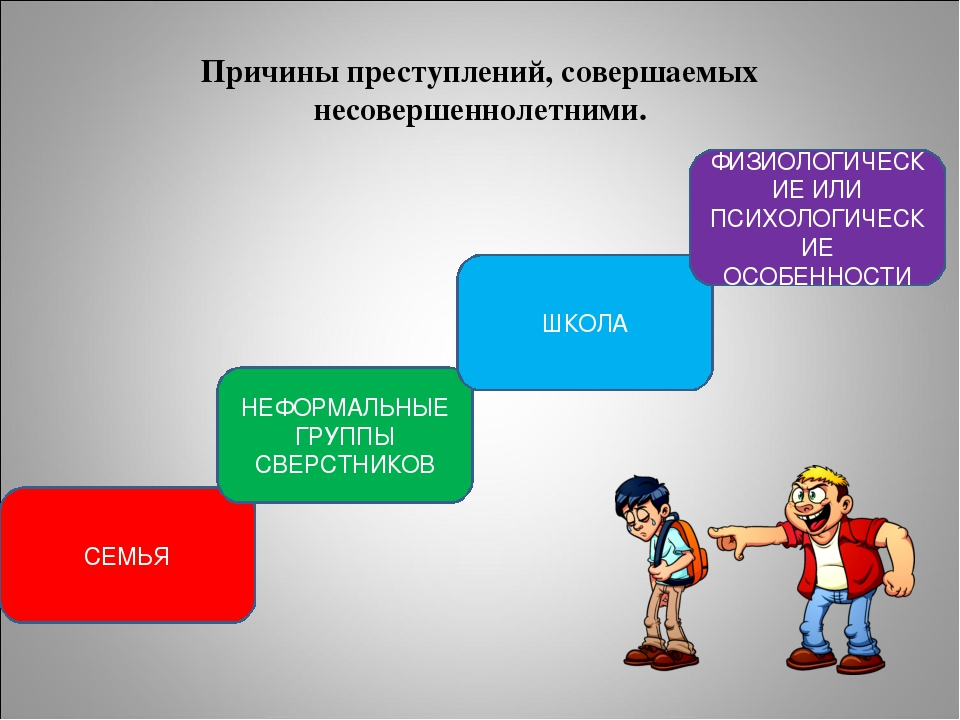 Причины преступлений, совершаемых
несовершеннолетними.
ФИЗИОЛОГИЧЕСК
ИЕ ИЛИ
ПСИХОЛОГИЧЕСК
ИЕ
ОСОБЕННОСТИ
ШКОЛА
НЕФОРМАЛЬНЫЕ
ГРУППЫ
СВЕРСТНИКОВ
СЕМЬЯ